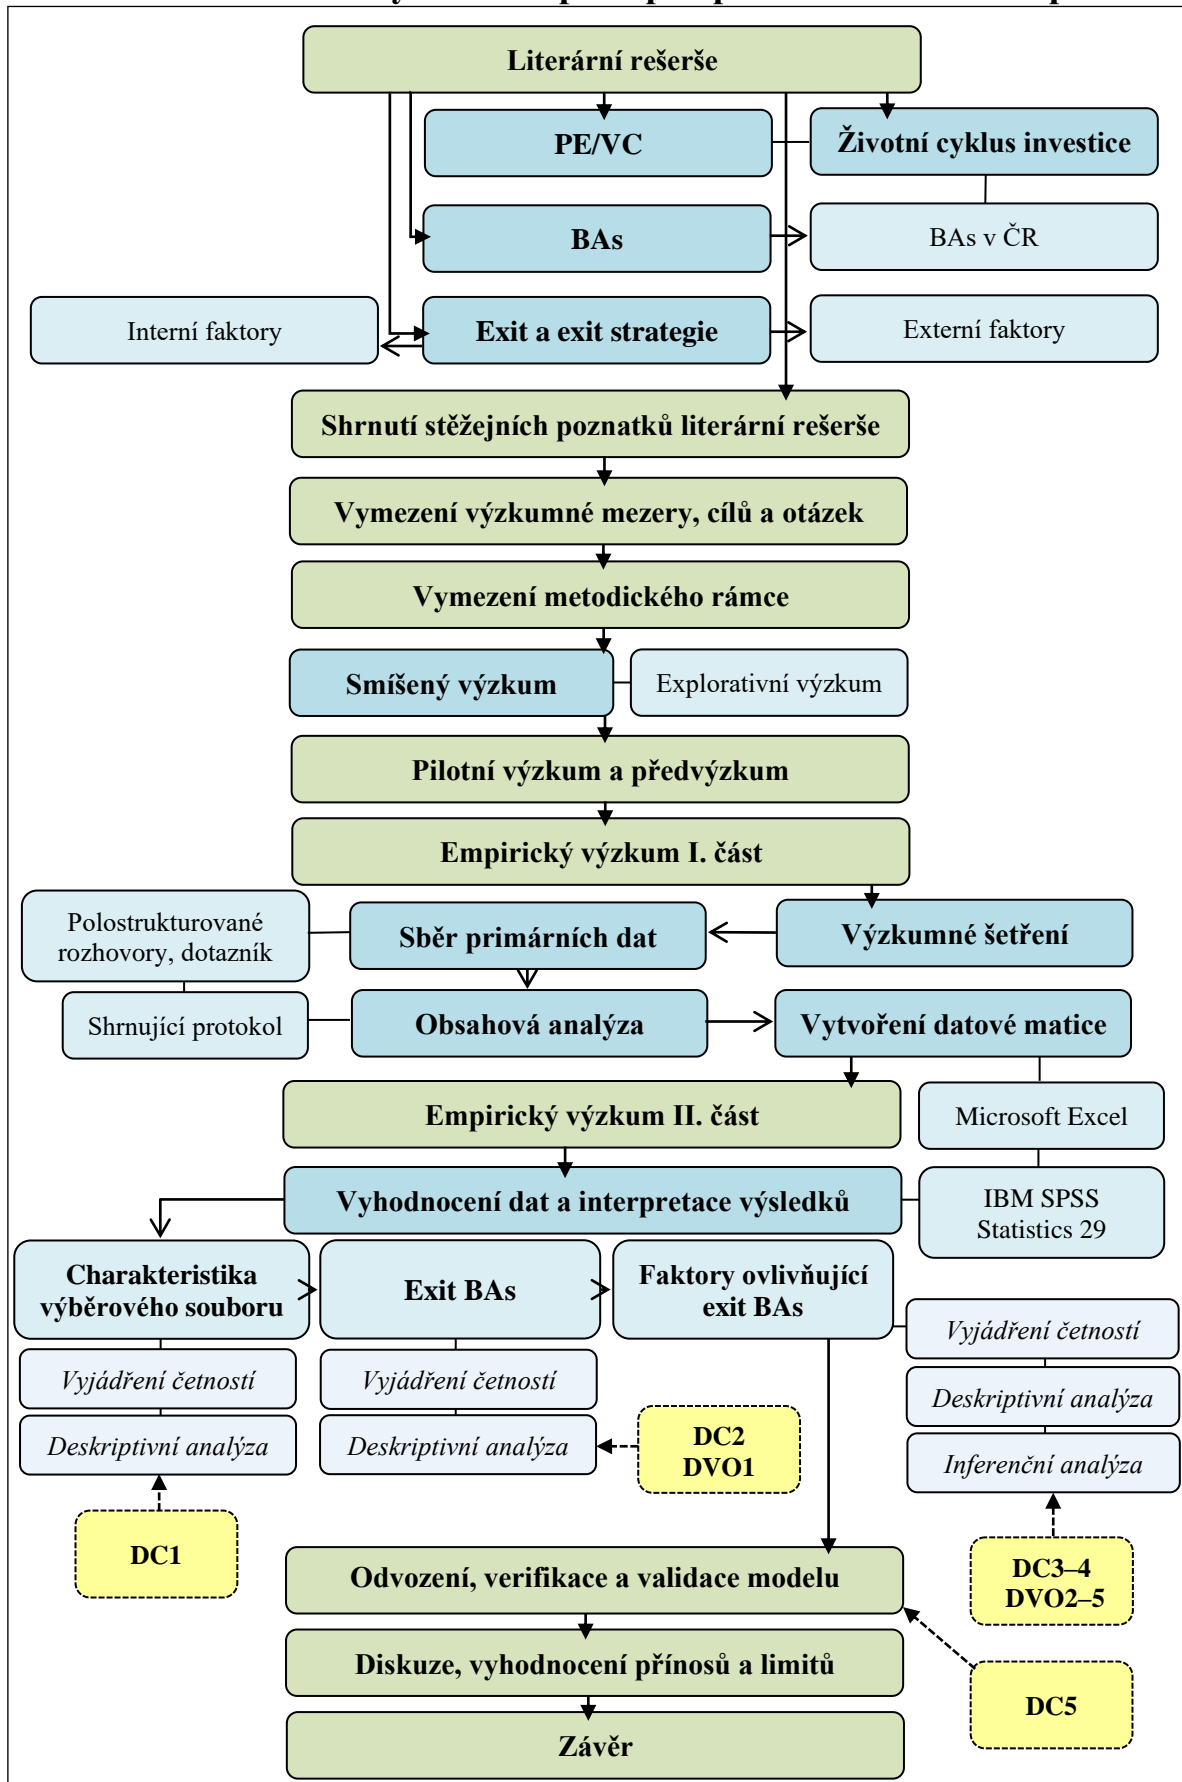 Literární rešerše
PE/VC
Životní cyklus investice
BAs
BAs v ČR
Interní faktory
Exit a exit strategie
Externí faktory
Shrnutí stěžejních poznatků literární rešerše
Vymezení výzkumné mezery, cílů a otázek
Vymezení metodického rámce
Smíšený výzkum
Explorativní výzkum
Pilotní výzkum a předvýzkum
Empirický výzkum I. část
Polostrukturované
rozhovory, dotazník
Sběr primárních dat
Výzkumné šetření
Shrnující protokol
Obsahová analýza
Vytvoření datové matice
Empirický výzkum II. část
Microsoft Excel
Vyhodnocení dat a interpretace výsledků
IBM SPSS
Statistics 29
Charakteristika
výběrového souboru
Exit BAs
Faktory ovlivňující
exit BAs
Vyjádření četností
Vyjádření četností
Vyjádření četností
Deskriptivní analýza
Deskriptivní analýza
Deskriptivní analýza
Inferenční analýza
DC2
DVO1
DC1
DC3–4
DVO2–5
Odvození, verifikace a validace modelu
Diskuze, vyhodnocení přínosů a limitů
DC5
Závěr